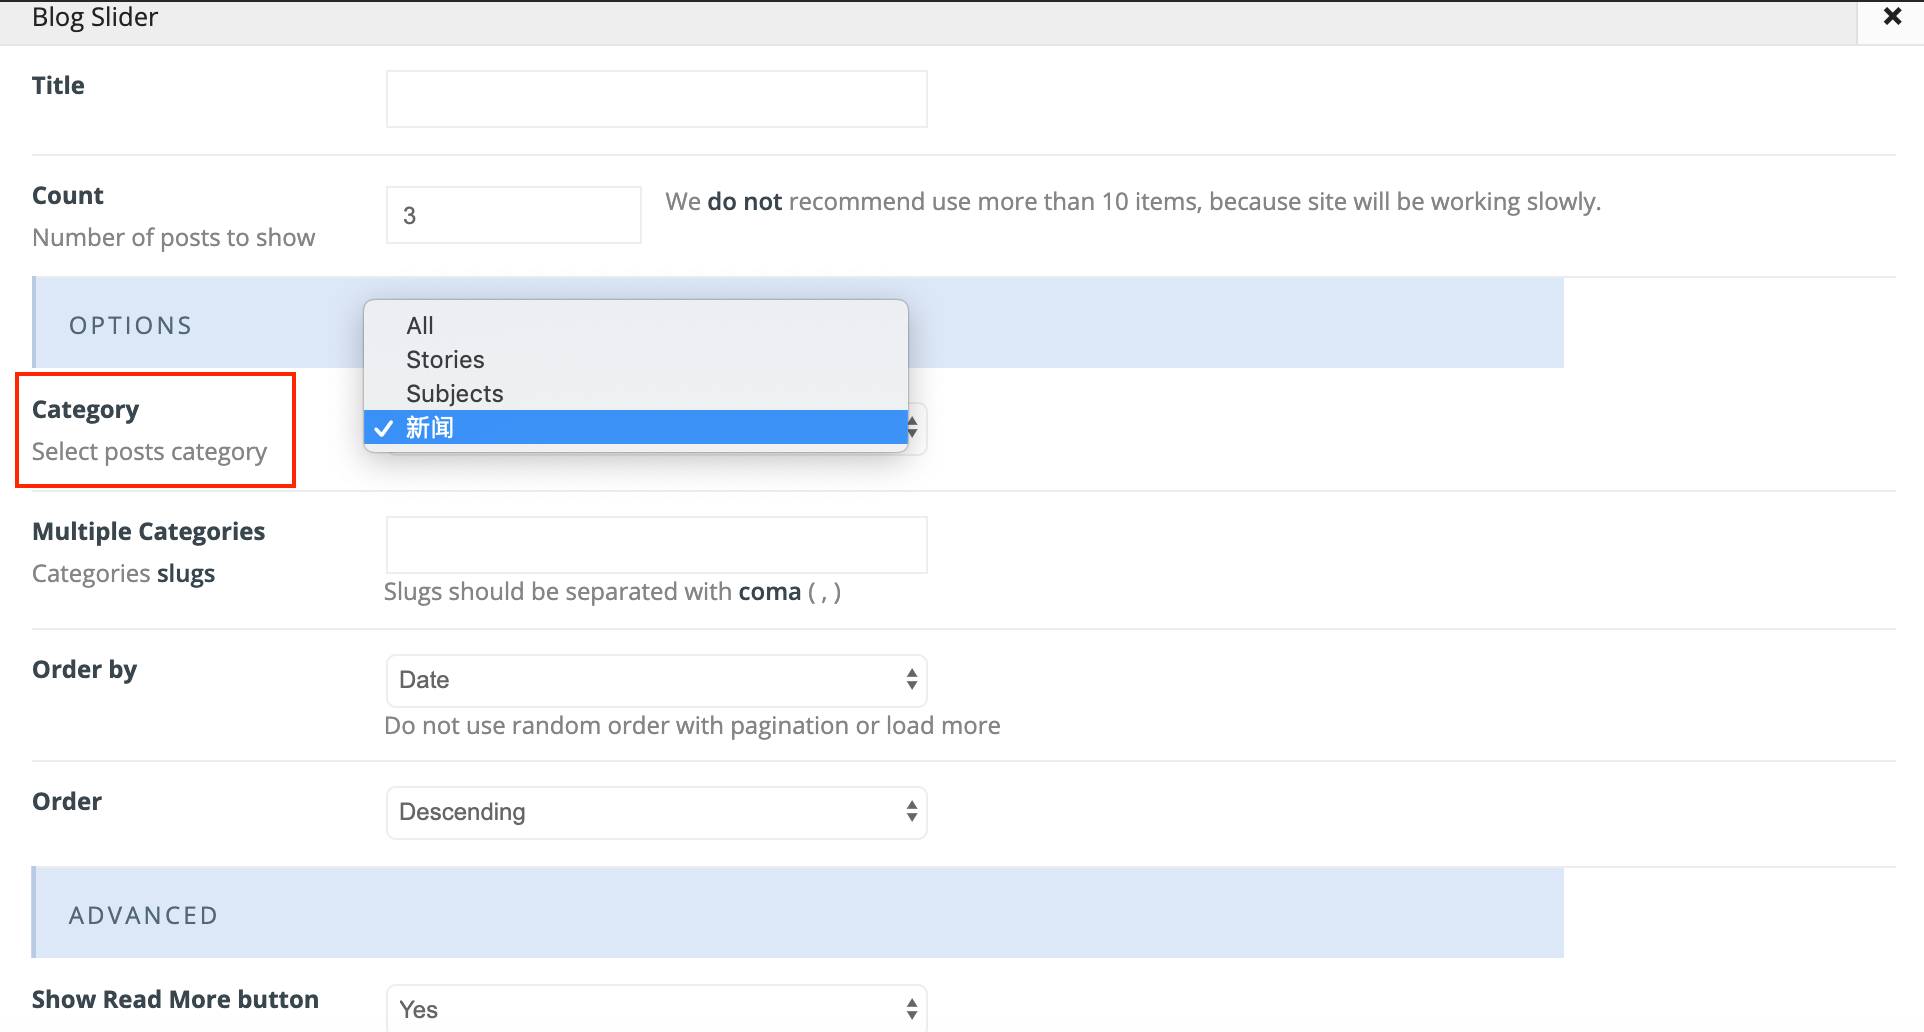 Blog Slider
Title
Count
3
We do not recommend use more than 10 items, because site will be working slowly.
Number of posts to show
OPTIONS
All
Stories
Subjects
新闻
Category
Select posts category
Multiple Categories
Categories slugs
Slugs should be separated with coma ( , )
Order by
Date
Do not use random order with pagination or load more
Order
Descending
ADVANCED
Show Read More button
Yes